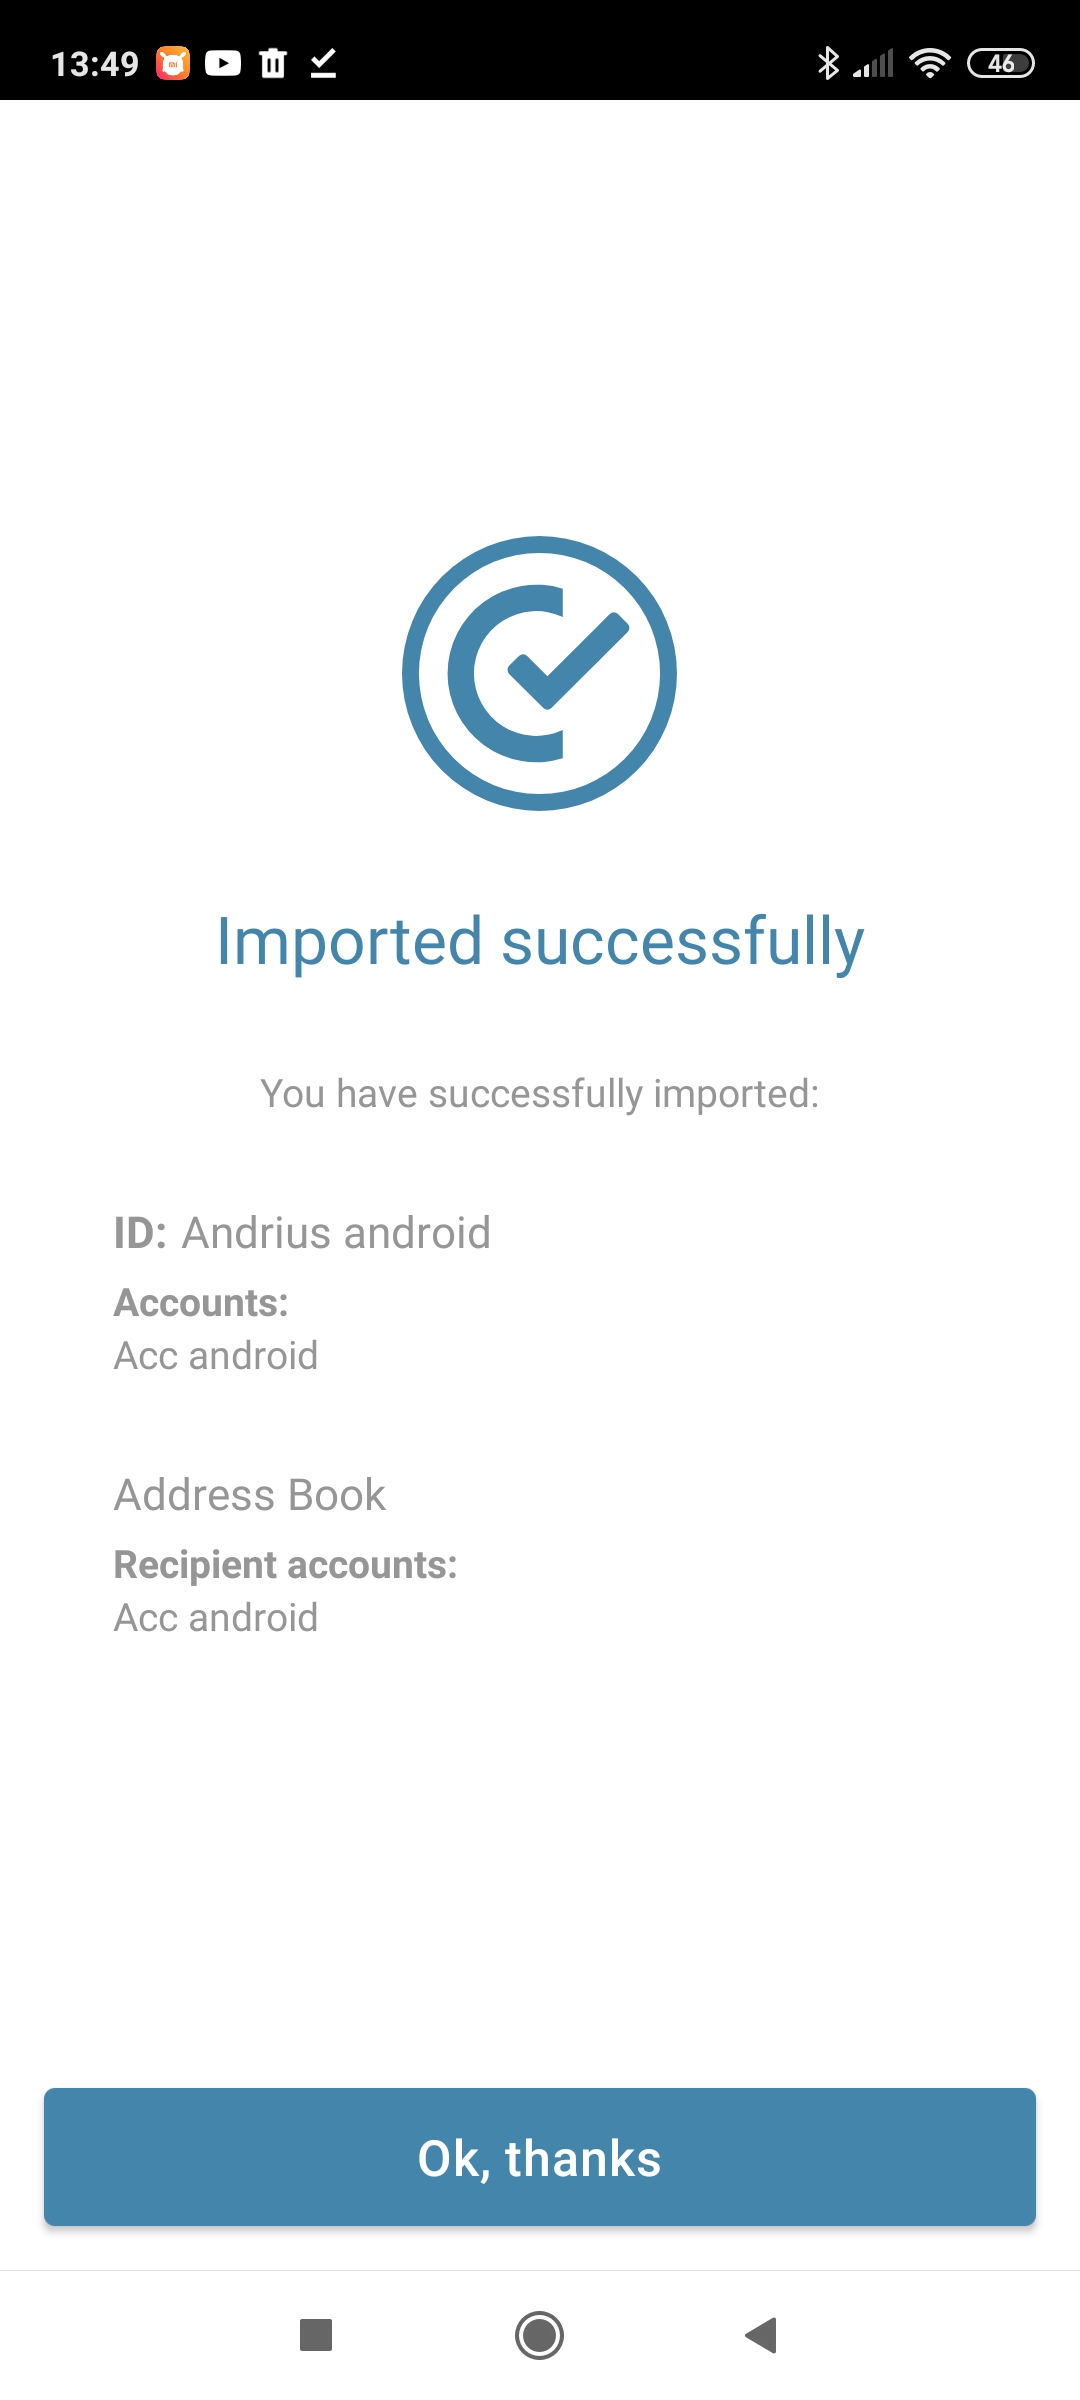 13:49
46
Imported successfully
You have successfully imported:
ID: Andrius android
Accounts:
Acc android
Address Book
Recipient accounts:
Acc android
Ok, thanks